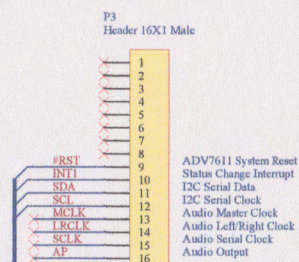 P3
Header 16X1 Male
1
2
3
4
5
6
7
8
#RST 9 ADV7611 System Reset
INT1 10 Status Change Interrupt
SDA 11 I2C Serial Data
SCL 12 I2C Serial Clock
MCLK 13 Audio Master Clock
LRCLK 14 Audio Left/Right Clock
SCLK 15 Audio Serial Clock
AP 16 Audio Output